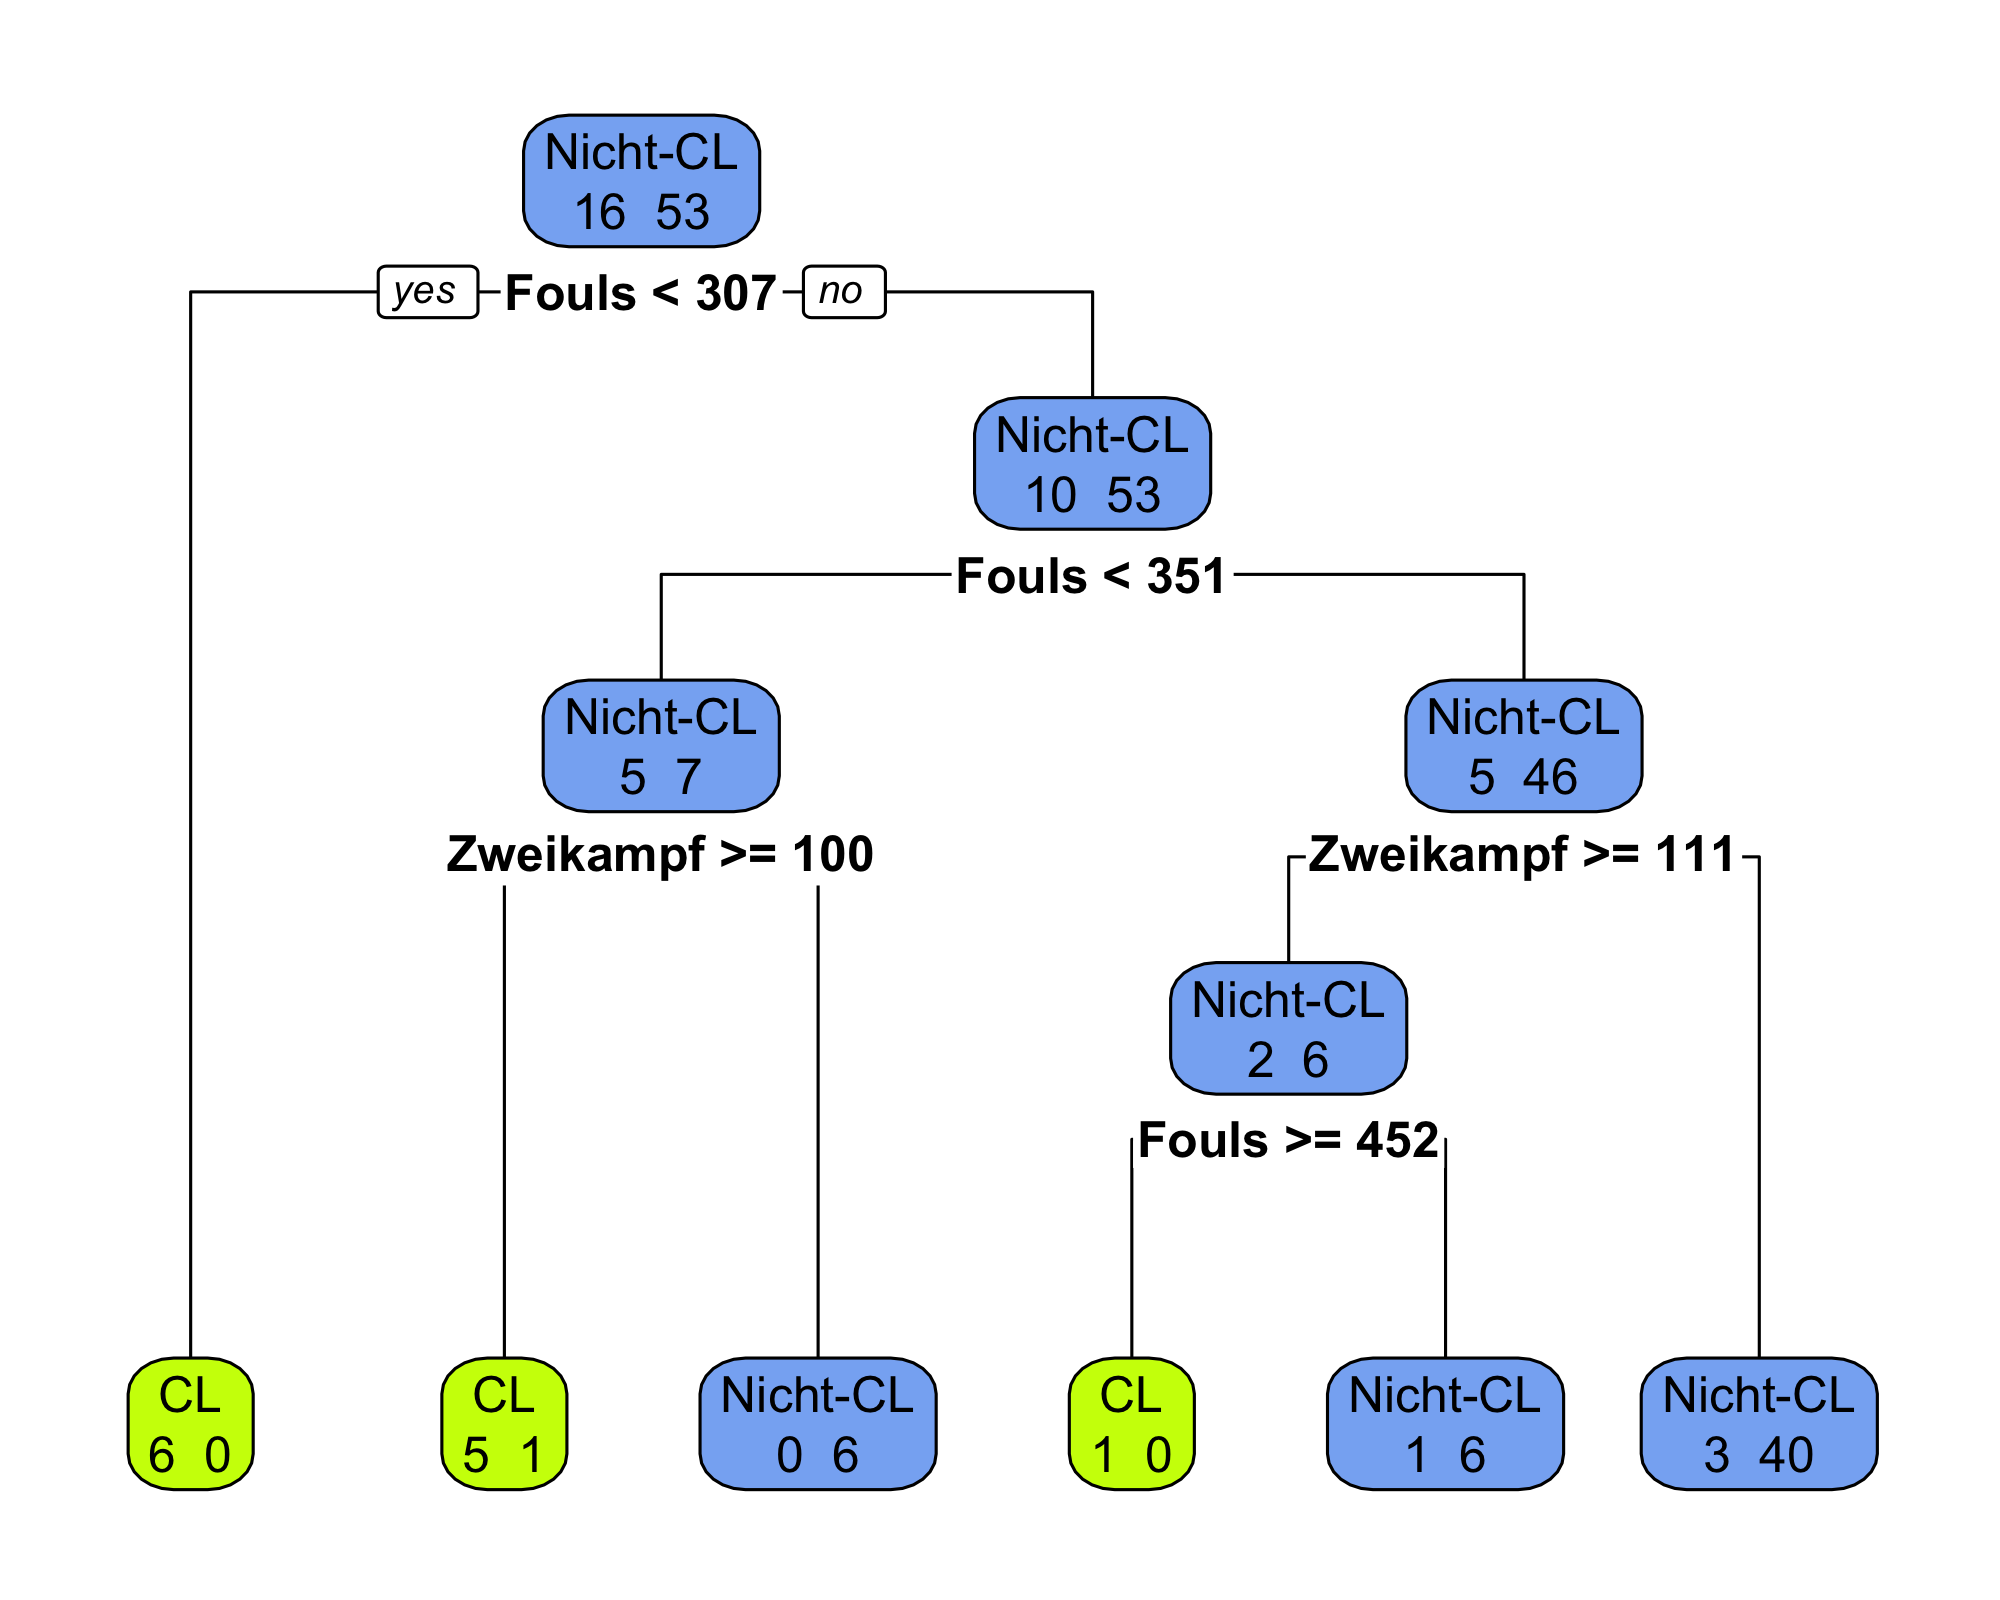 Nicht-CL
16 53
yes
Fouls < 307
no
Nicht-CL
10 53
Fouls < 351
Nicht-CL
5 7
Nicht-CL
5 46
Zweikampf >= 100
Zweikampf >= 111
Nicht-CL
2 6
Fouls >= 452
CL
6 0
CL
5 1
Nicht-CL
0 6
CL
1 0
Nicht-CL
1 6
Nicht-CL
3 40